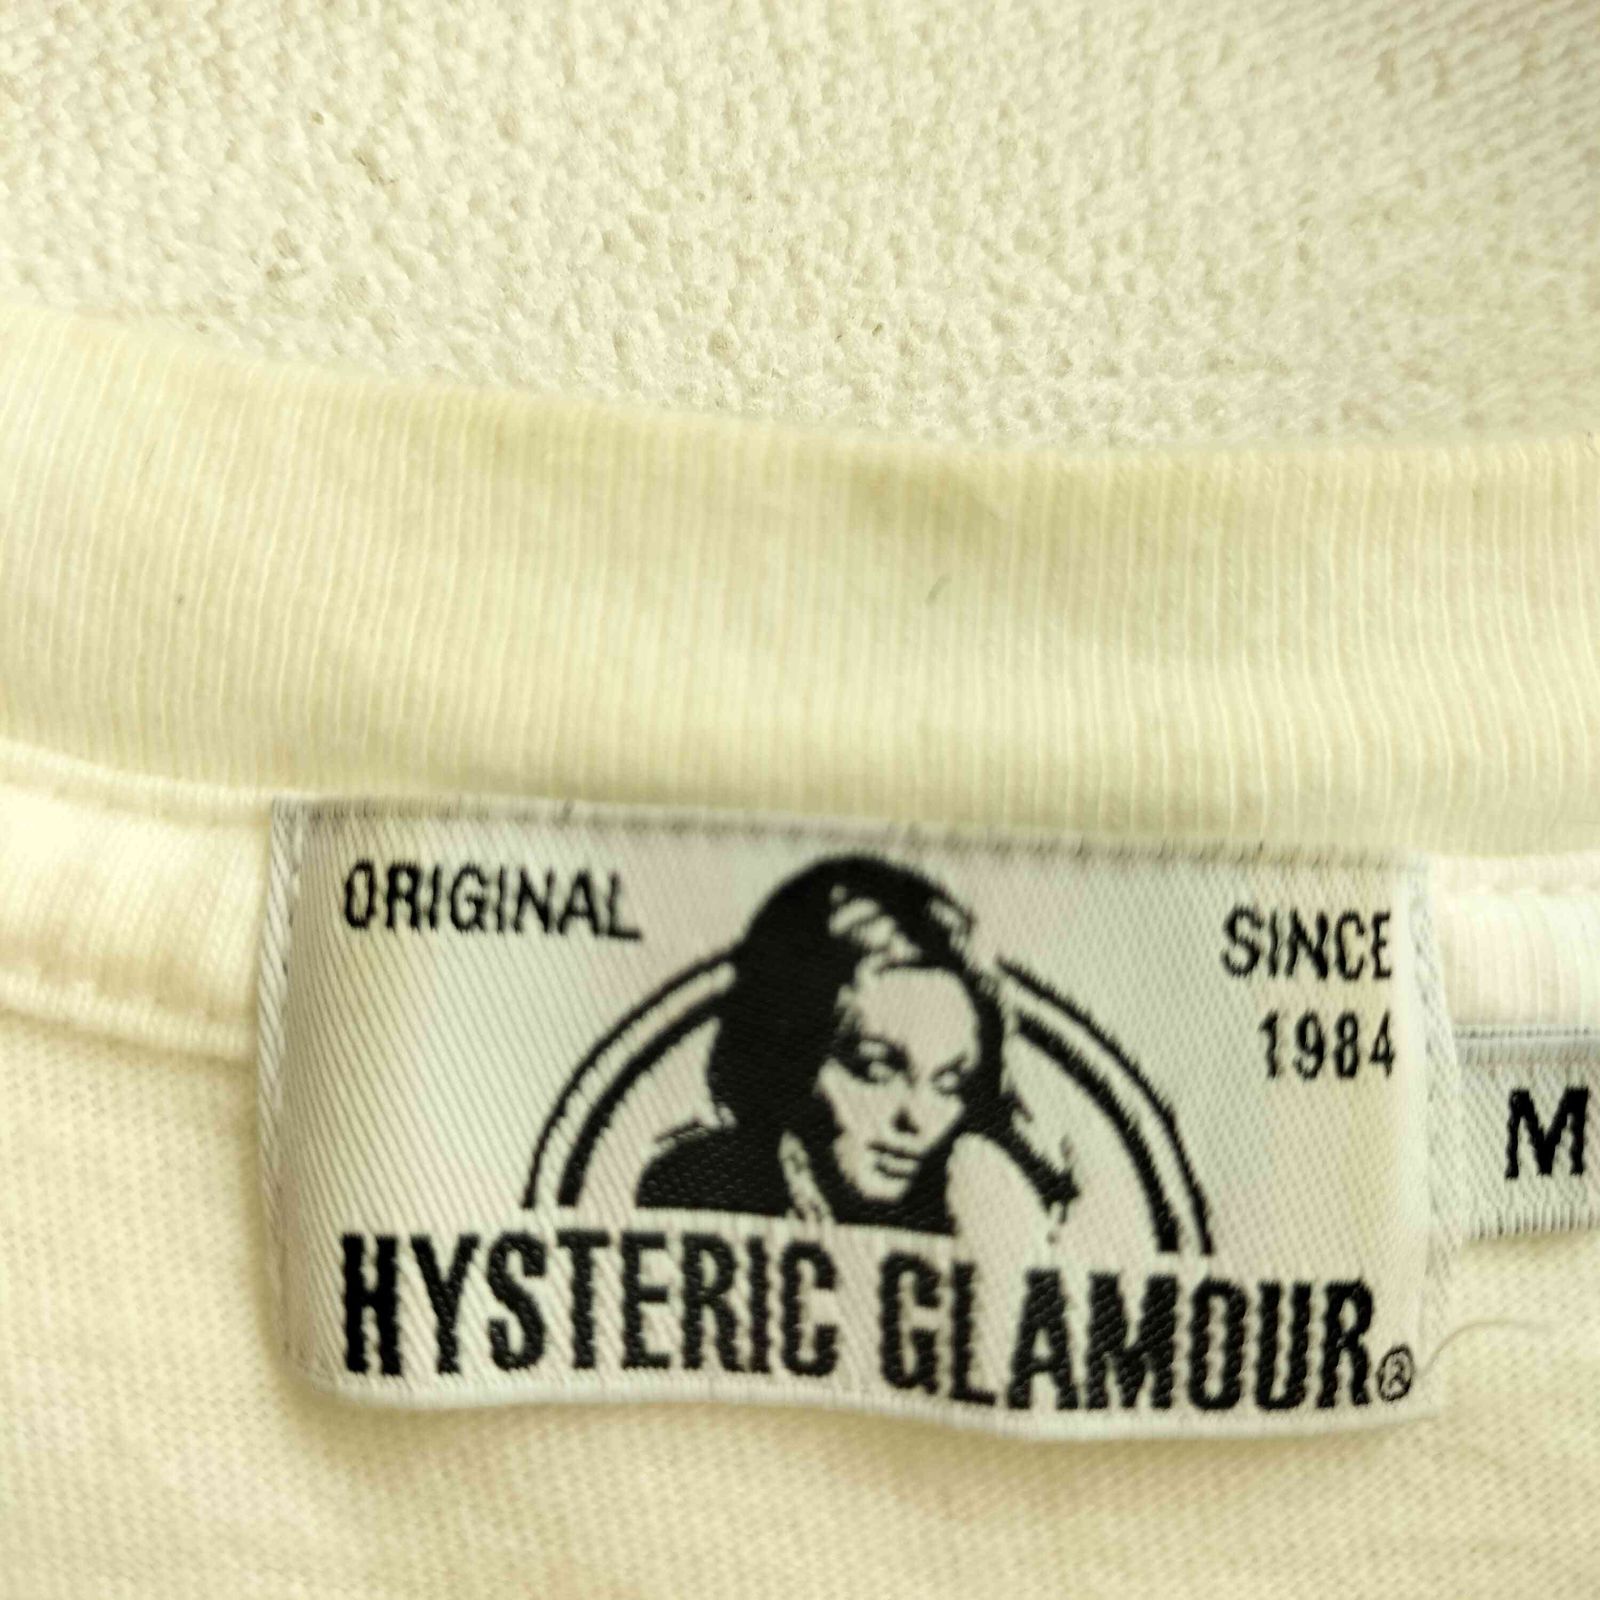 ORIGINAL
SINCE
1984
HYSTERIC GLAMOUR®
M